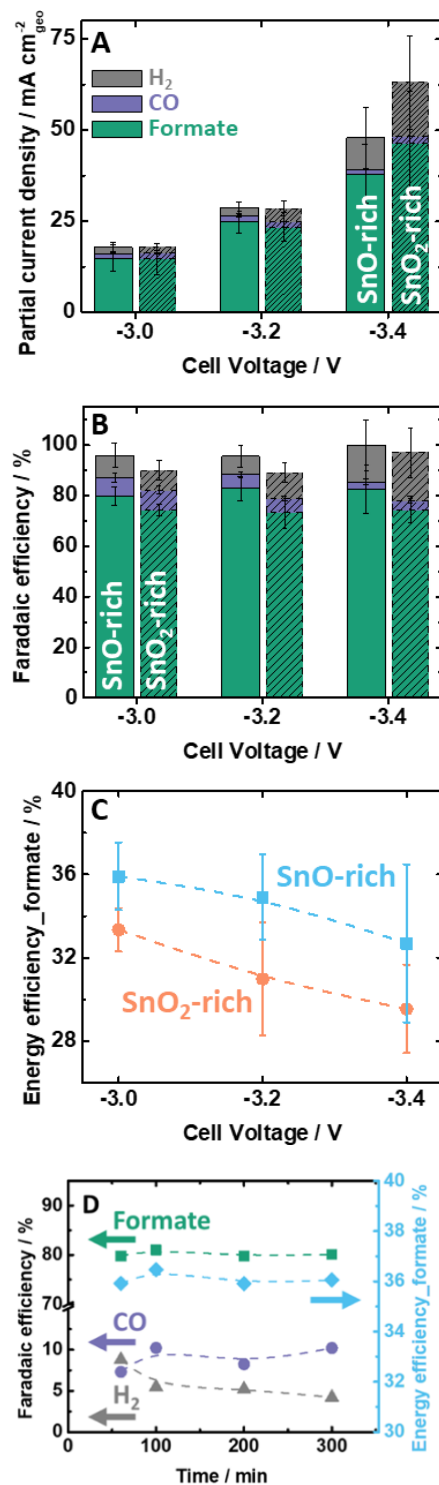 A
Partial current density / mA cm⁻²geo
75
50
25
0
H₂
CO
Formate
SnO-rich
SnO₂-rich
-3.0 -3.2 -3.4
Cell Voltage / V
B
Faradaic efficiency / %
100
80
60
40
20
0
SnO-rich
SnO₂-rich
-3.0 -3.2 -3.4
Cell Voltage / V
C
Energy efficiency_formate / %
40
36
32
28
SnO-rich
SnO₂-rich
-3.0 -3.2 -3.4
Cell Voltage / V
D
Faradaic efficiency / %
90
80
70
10
5
0
Formate
CO
H₂
40
38
36
34
32
30
Energy efficiency_formate / %
0 100 200 300
Time / min